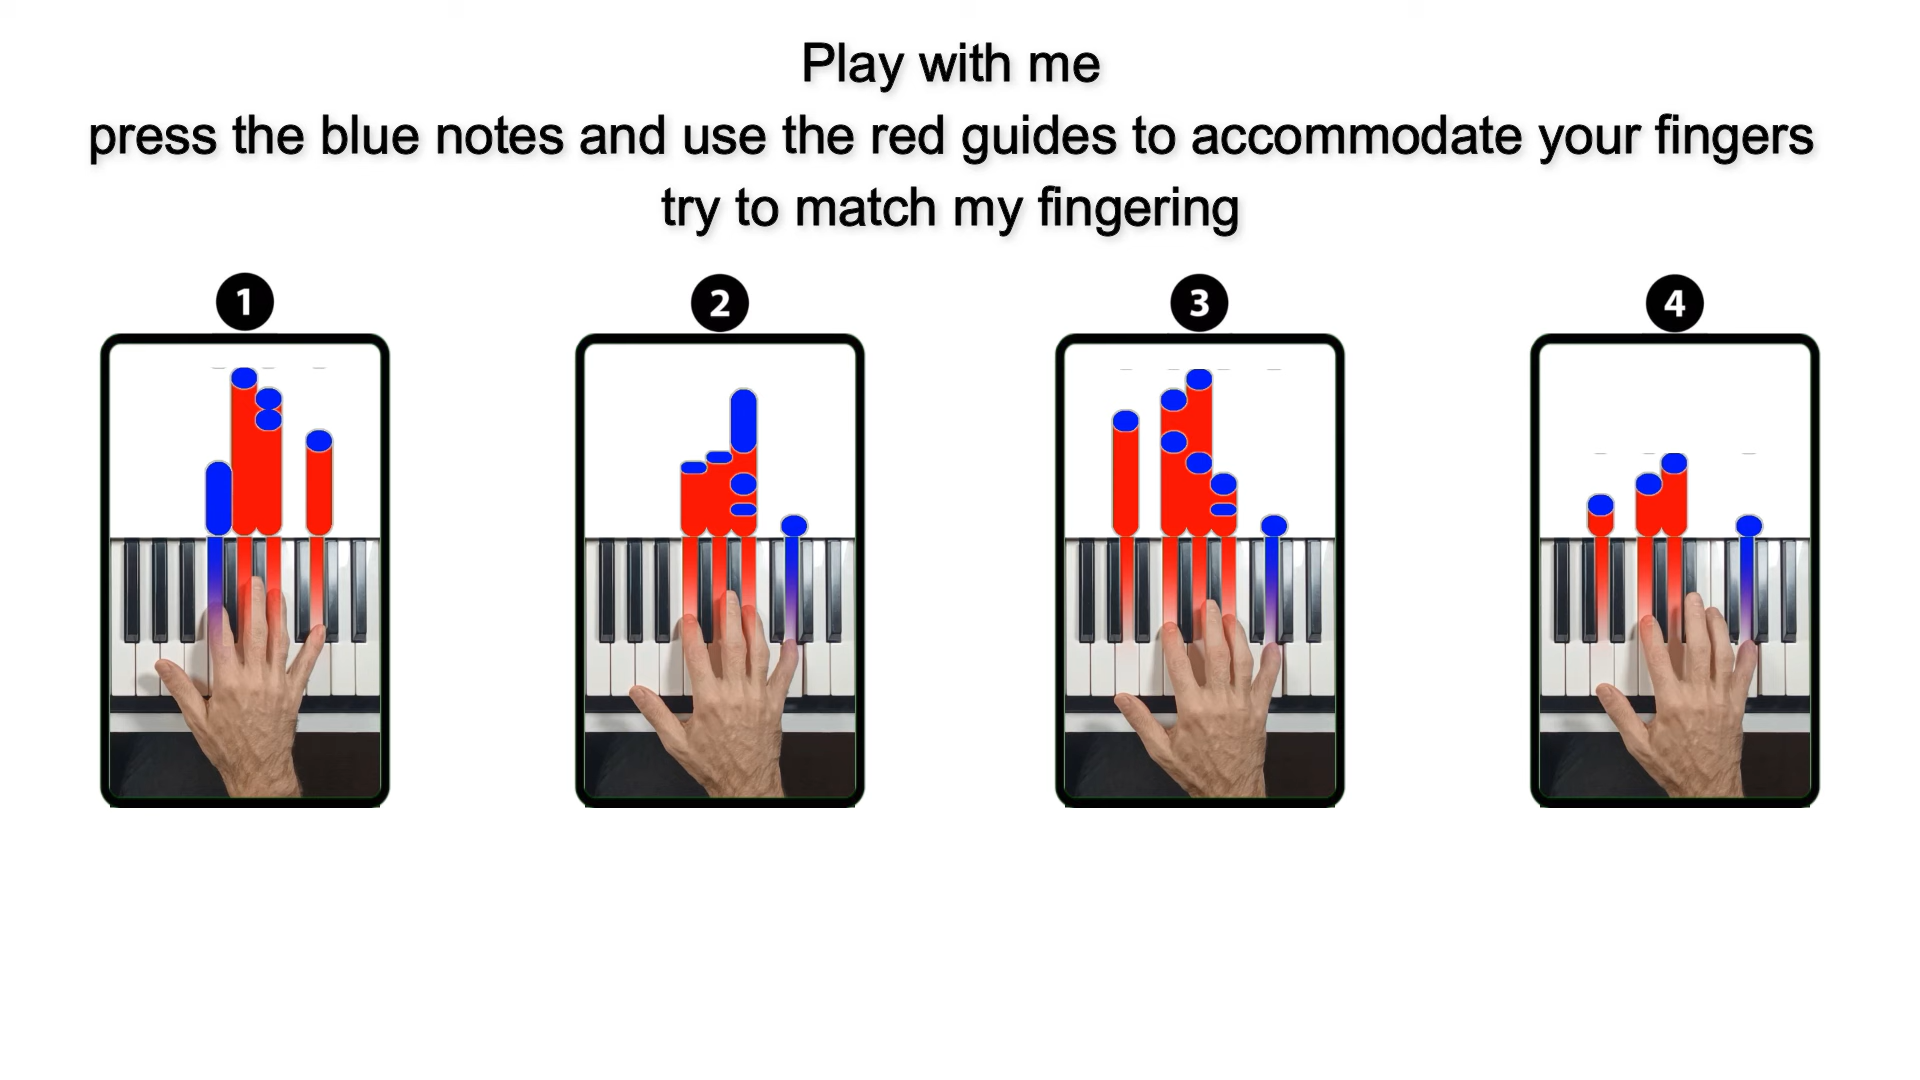 Play with me
press the blue notes and use the red guides to accommodate your fingers
try to match my fingering
1
2
3
4